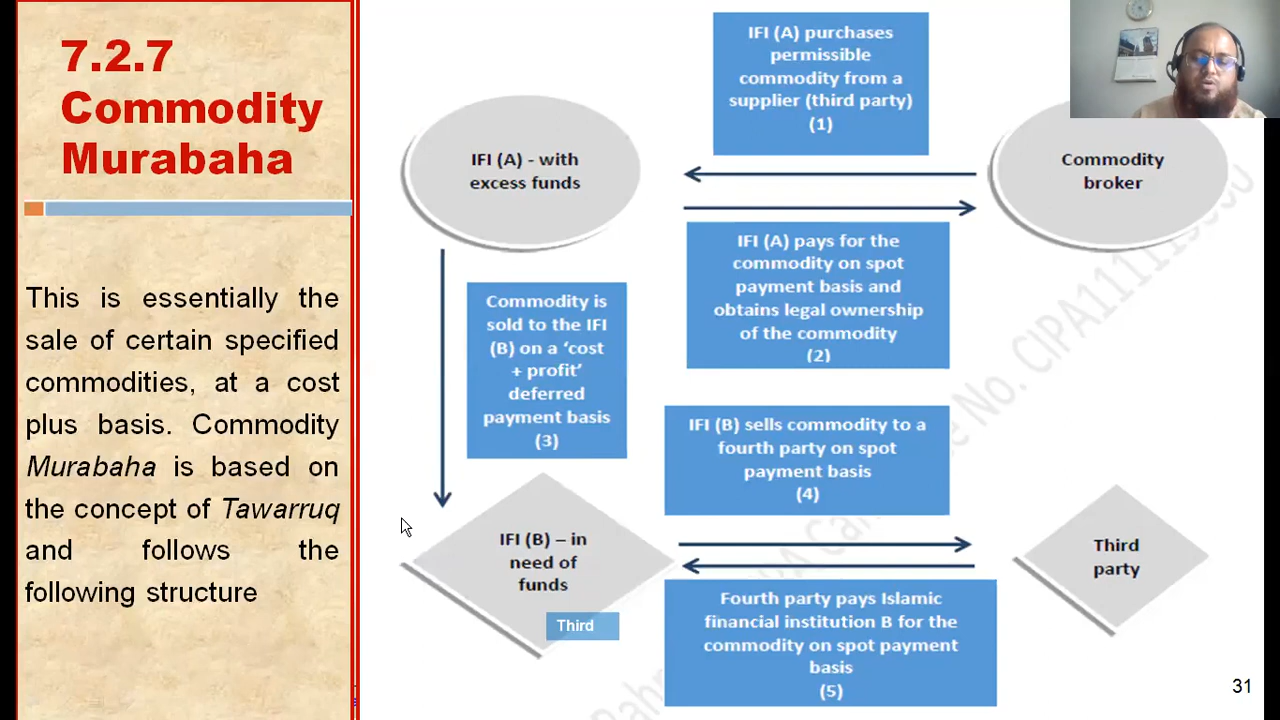 7.2.7
Commodity
Murabaha
This is essentially the
sale of certain specified
commodities, at a cost
plus basis. Commodity
Murabaha is based on
the concept of Tawarruq
and follows the
following structure
IFI (A) purchases
permissible
commodity from a
supplier (third party)
(1)
IFI (A) - with
excess funds
Commodity
broker
IFI (A) pays for the
commodity on spot
payment basis and
obtains legal ownership
of the commodity
(2)
Commodity is
sold to the IFI
(B) on a ‘cost
+ profit’
deferred
payment basis
(3)
IFI (B) sells commodity to a
fourth party on spot
payment basis
(4)
IFI (B) – in
need of
funds
Third
Third
party
Fourth party pays Islamic
financial institution B for the
commodity on spot payment
basis
(5)
31